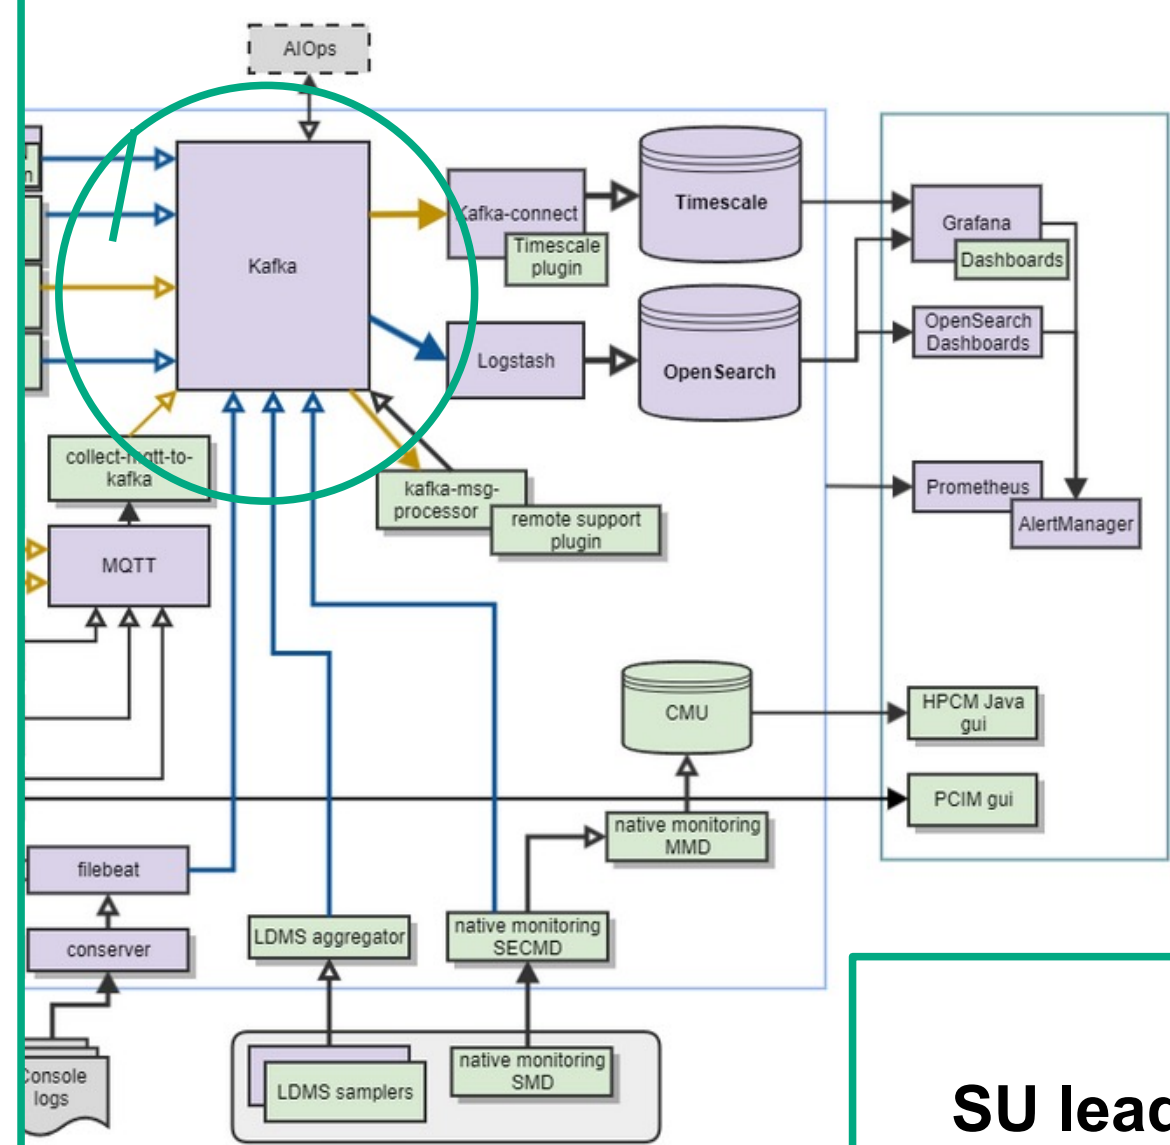 AIOps
n
Kafka
Kafka-connect
Timescale
plugin
Timescale
Grafana
Dashboards
Logstash
OpenSearch
OpenSearch
Dashboards
collect-mqtt-to-
kafka
kafka-msg-
processor
remote support
plugin
Prometheus
AlertManager
MQTT
CMU
HPCM Java
gui
PCIM gui
native monitoring
MMD
filebeat
conserver
LDMS aggregator
native monitoring
SECMD
Console
logs
LDMS samplers
native monitoring
SMD
SU lead